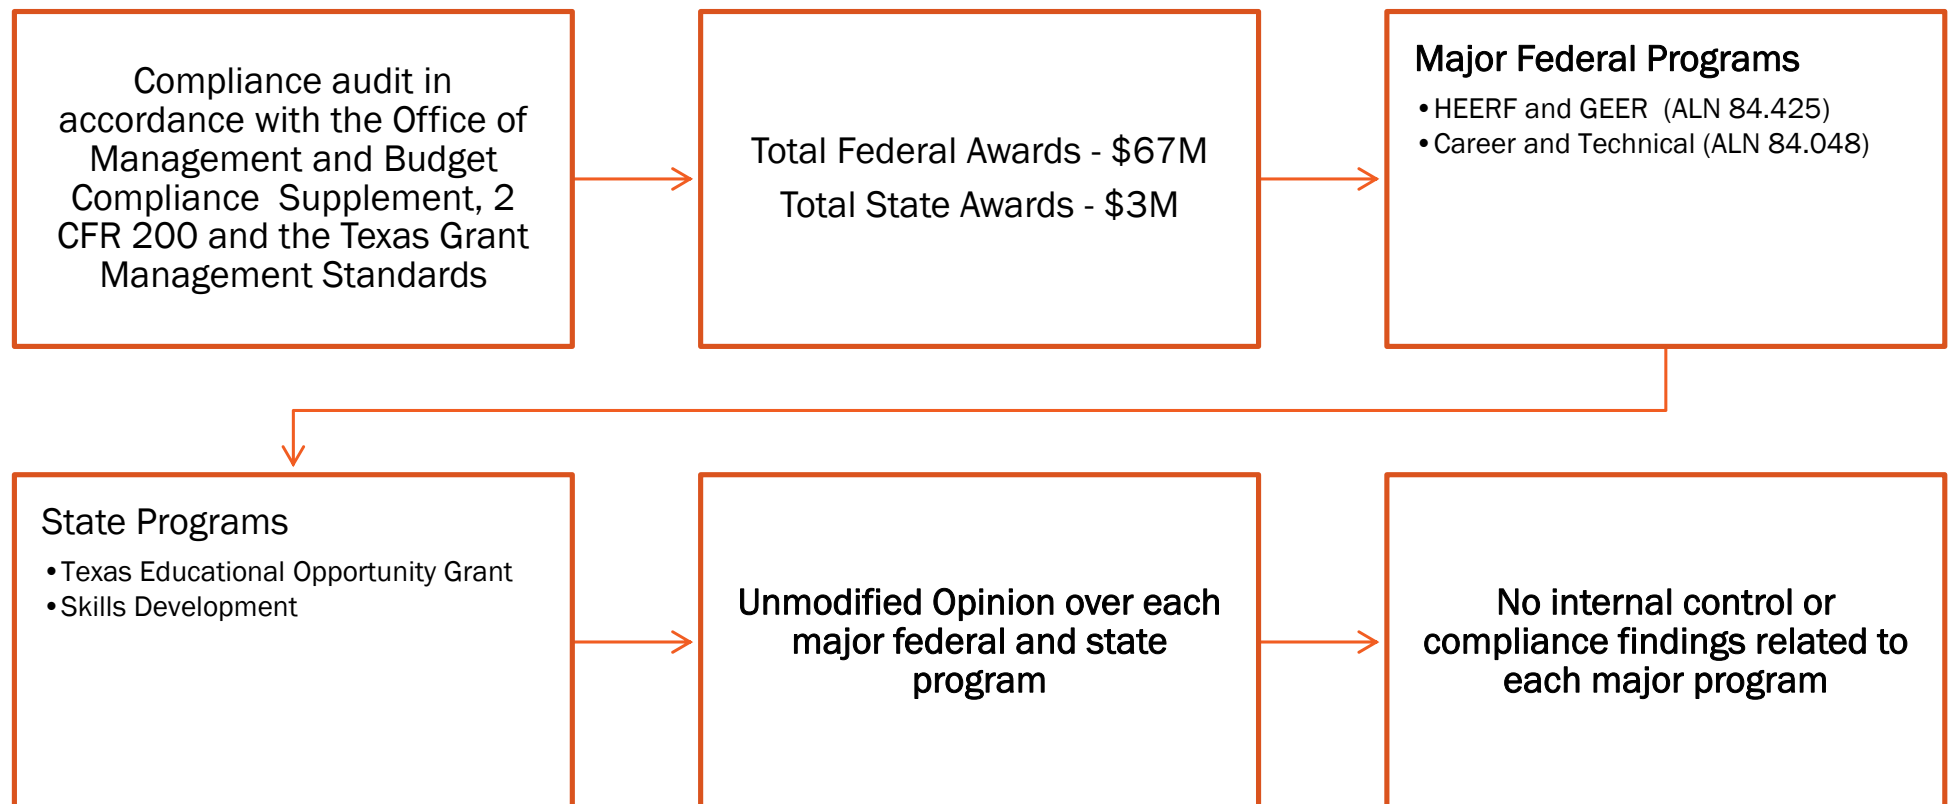 Compliance audit in
accordance with the Office of
Management and Budget
Compliance  Supplement, 2
CFR 200 and the Texas Grant
Management Standards
Total Federal Awards - $67M
Total State Awards - $3M
Major Federal Programs
•HEERF and GEER  (ALN 84.425)
•Career and Technical (ALN 84.048)
State Programs
•Texas Educational Opportunity Grant
•Skills Development
Unmodified Opinion over each
major federal and state
program
No internal control or
compliance findings related to
each major program